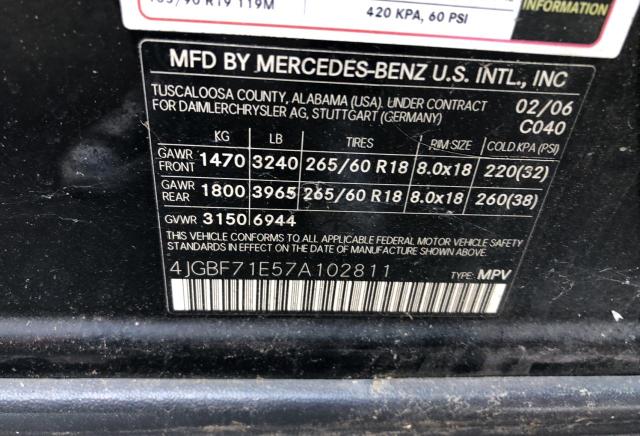 R19 119M
420 KPA, 60 PSI
INFORMATION
MFD BY MERCEDES-BENZ U.S. INTL., INC
TUSCALOOSA COUNTY, ALABAMA (USA). UNDER CONTRACT 02/06
FOR DAIMLERCHRYSLER AG, STUTTGART (GERMANY) C040
KG LB TIRES RIM SIZE COLD KPA (PSI)
GAWR FRONT 1470 3240 265/60 R18 8.0x18 220(32)
GAWR REAR 1800 3965 265/60 R18 8.0x18 260(38)
GVWR 3150 6944
THIS VEHICLE CONFORMS TO ALL APPLICABLE FEDERAL MOTOR VEHICLE SAFETY
STANDARDS IN EFFECT ON THE DATE OF MANUFACTURE SHOWN ABOVE.
4JGBF71E57A102811 TYPE: MPV